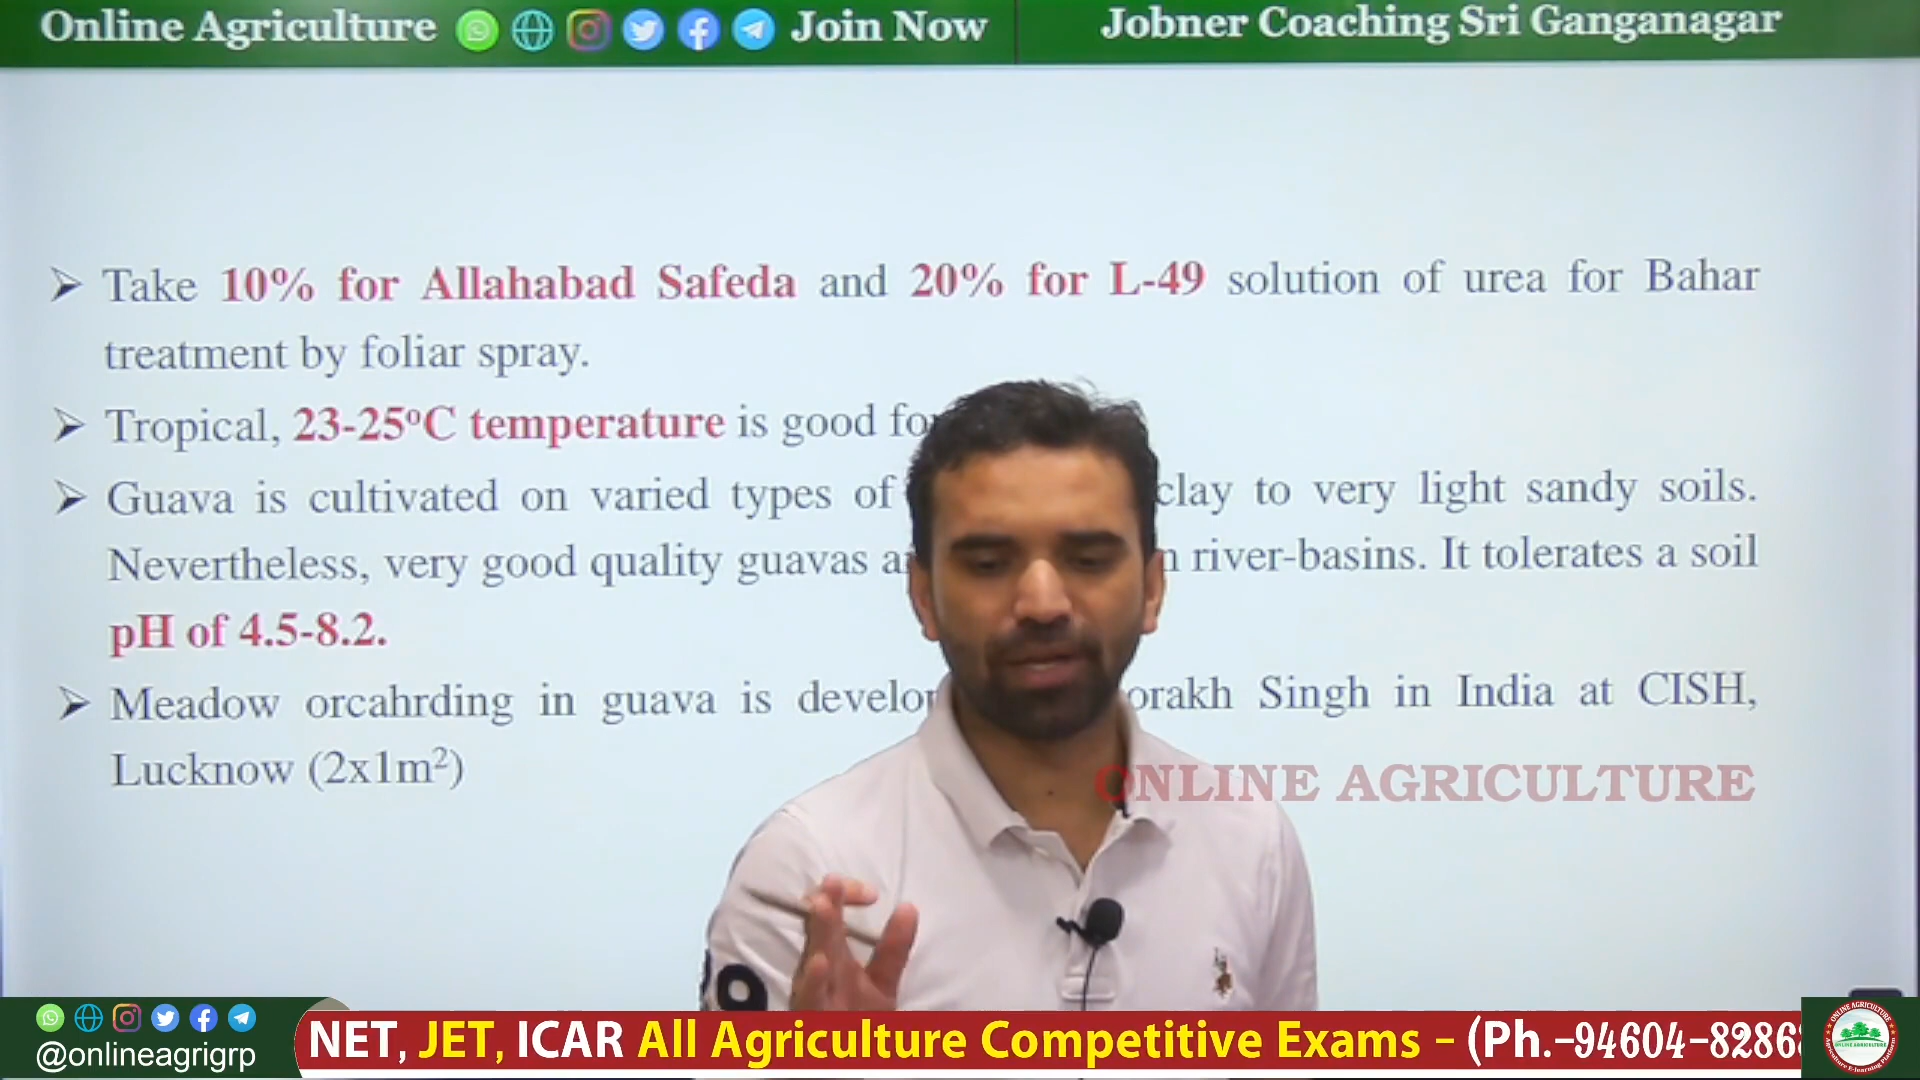 Online Agriculture Join Now
Jobner Coaching Sri Ganganagar
➢ Take 10% for Allahabad Safeda and 20% for L-49 solution of urea for Bahar
treatment by foliar spray.
➢ Tropical, 23-25°C temperature is good
➢ Guava is cultivated on varied types of clay to very light sandy soils.
Nevertheless, very good quality guavas river-basins. It tolerates a soil
pH of 4.5-8.2.
➢ Meadow orcahrding in guava is Singh in India at CISH,
Lucknow (2x1m²)
ONLINE AGRICULTURE
@onlineagrigrp
NET, JET, ICAR All Agriculture Competitive Exams - (Ph.-94604-8286